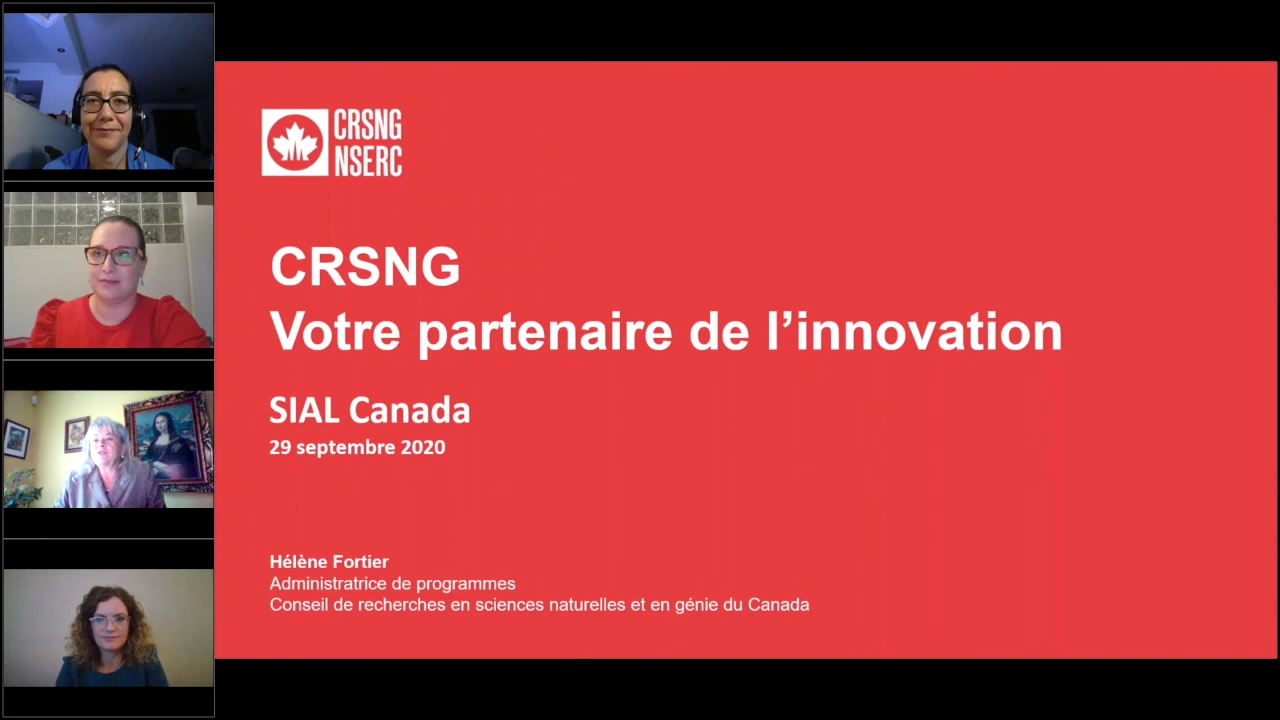 CRSNG
NSERC
CRSNG
Votre partenaire de l’innovation
SIAL Canada
29 septembre 2020
Hélène Fortier
Administratrice de programmes
Conseil de recherches en sciences naturelles et en génie du Canada